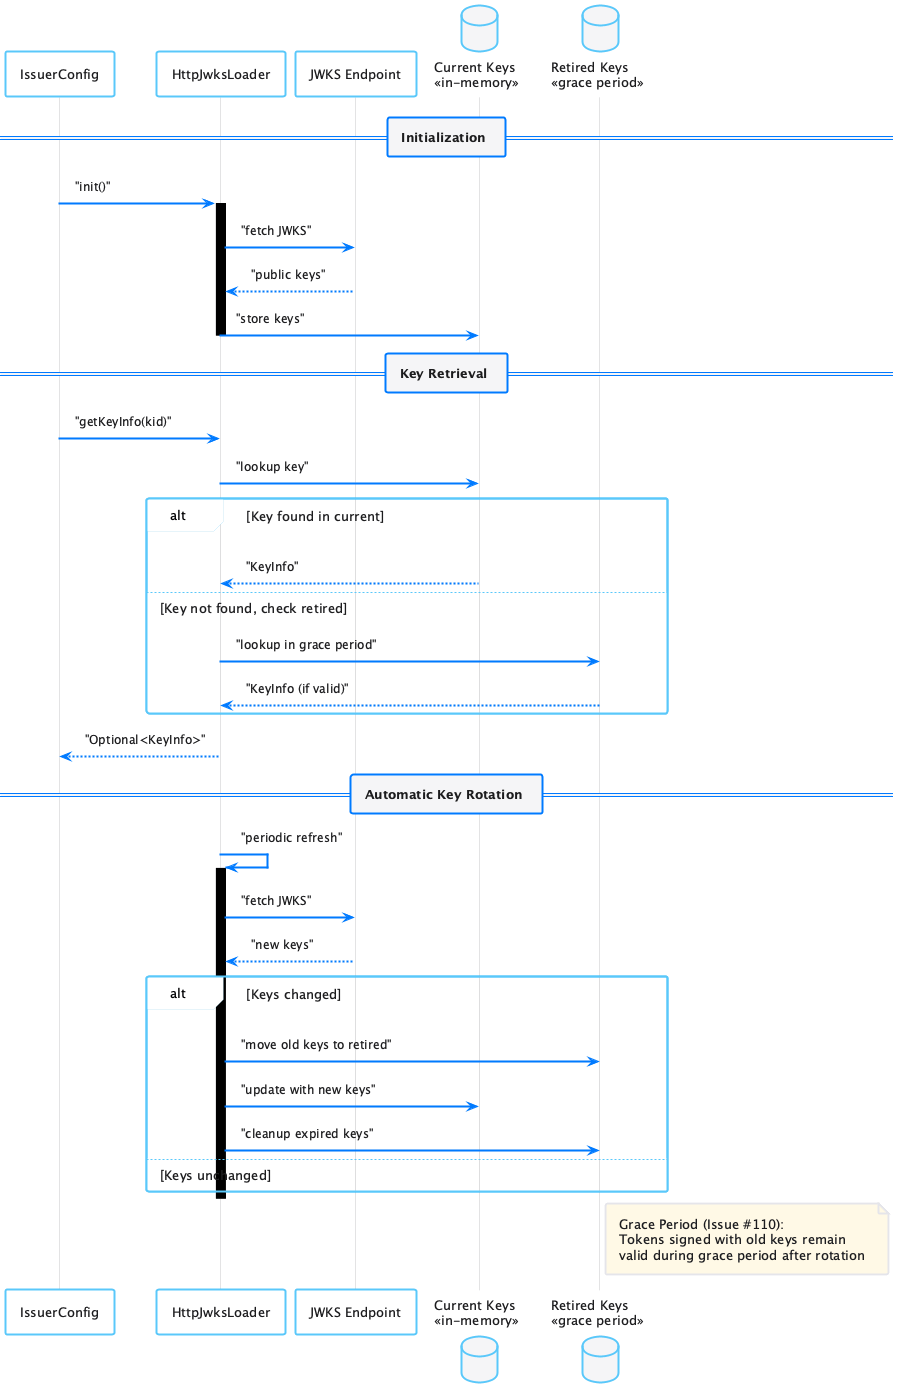 IssuerConfig
HttpJwksLoader
JWKS Endpoint
Current Keys
«in-memory»
Retired Keys
«grace period»
Initialization
"init()"
"fetch JWKS"
"public keys"
"store keys"
Key Retrieval
"getKeyInfo(kid)"
"lookup key"
alt
[Key found in current]
"KeyInfo"
[Key not found, check retired]
"lookup in grace period"
"KeyInfo (if valid)"
"Optional<KeyInfo>"
Automatic Key Rotation
"periodic refresh"
"fetch JWKS"
"new keys"
alt
[Keys changed]
"move old keys to retired"
"update with new keys"
"cleanup expired keys"
[Keys unchanged]
Grace Period (Issue #110):
Tokens signed with old keys remain
valid during grace period after rotation
IssuerConfig
HttpJwksLoader
JWKS Endpoint
Current Keys
«in-memory»
Retired Keys
«grace period»